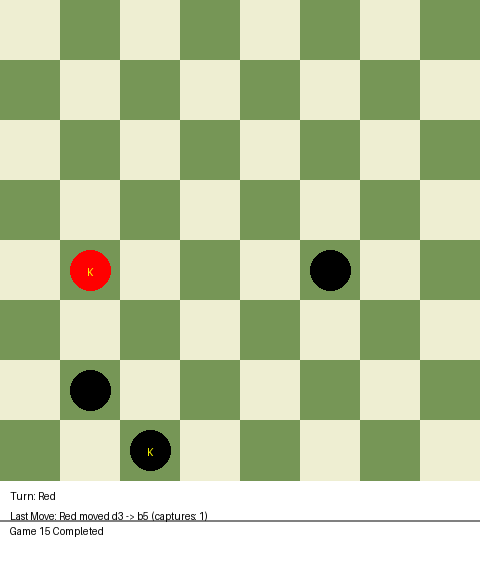 K
K
Turn: Red
Last Move: Red moved d3 -> b5 (captures: 1)
Game 15 Completed